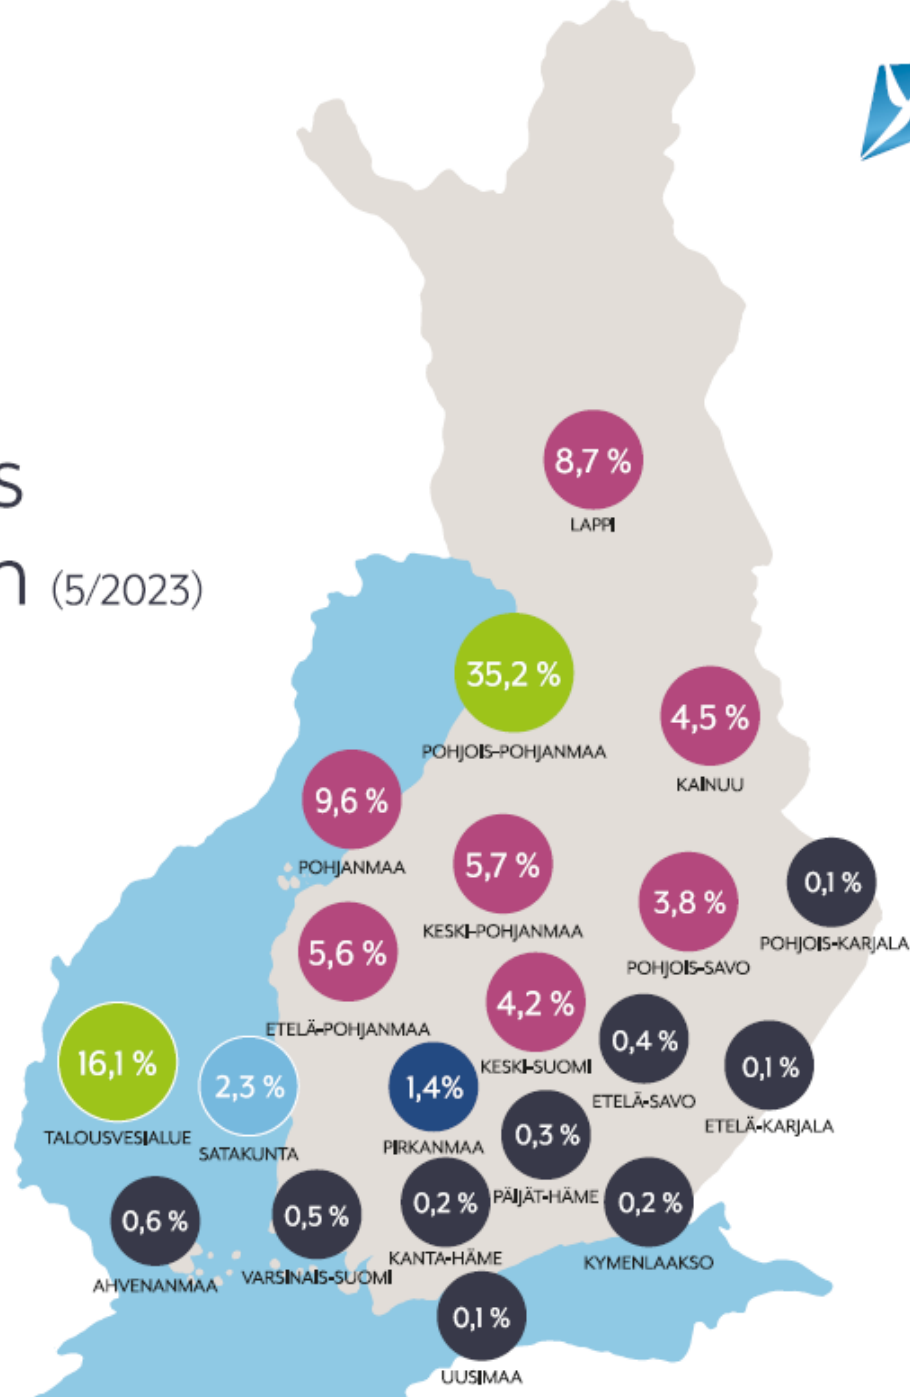 8,7 %
LAPPI
s
n (5/2023)
35,2 %
POHJOIS-POHJANMAA
4,5 %
KAINUU
9,6 %
POHJANMAA
5,7 %
KESKI-POHJANMAA
3,8 %
POHJOIS-SAVO
0,1 %
POHJOIS-KARJALA
5,6 %
ETELÄ-POHJANMAA
4,2 %
KESKI-SUOMI
0,4 %
ETELÄ-SAVO
0,1 %
ETELÄ-KARJALA
16,1 %
TALOUSVESIALUE
2,3 %
SATAKUNTA
1,4%
PIRKANMAA
0,3 %
PÄIJÄT-HÄME
0,6 %
AHVENANMAA
0,5 %
VARSINAIS-SUOMI
0,2 %
KANTA-HÄME
0,2 %
KYMENLAAKSO
0,1 %
UUSIMAA